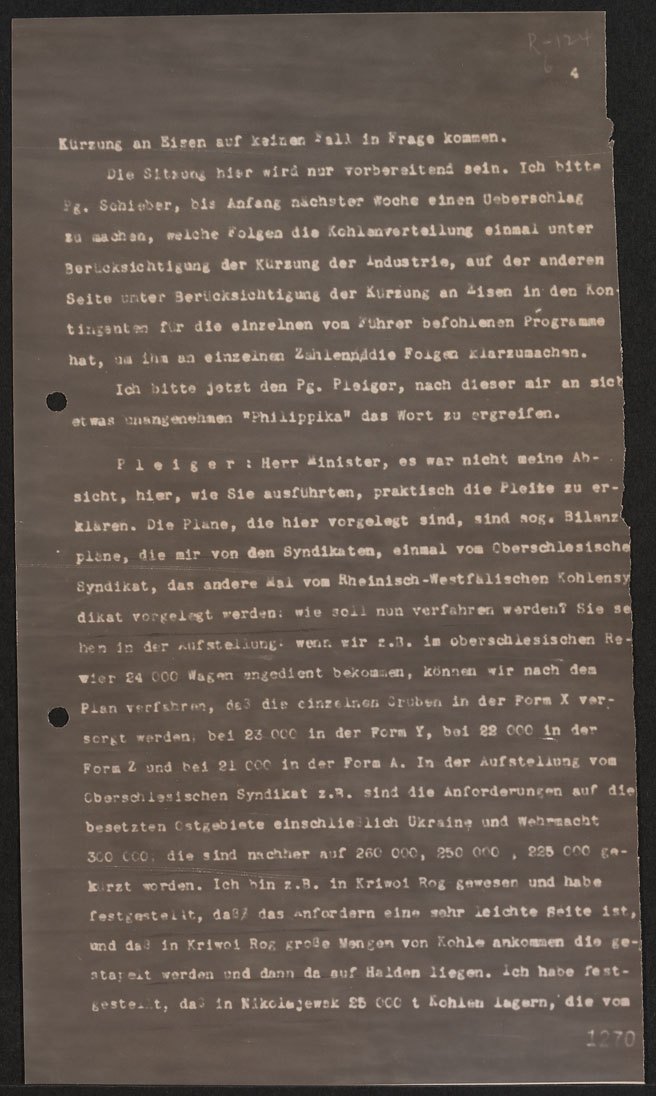 R-124
6
4
Kürzung an Eisen auf keinen Fall in Frage kommen.
Die Sitzung hier wird nur vorbereitend sein. Ich bitte
Pg. Schieber, bis Anfang nächster Woche einen Ueberschlag
zu machen, welche Folgen die Kohlenverteilung einmal unter
Berücksichtigung der Kürzung der Industrie, auf der anderen
Seite unter Berücksichtigung der Kürzung an Eisen in den Kon-
tingenten für die einzelnen vom Führer befohlenen Programme
hat, um ihm an einzelnen Zahlen die Folgen klarzumachen.
Ich bitte jetzt den Pg. Pleiger, nach dieser mir an sich
etwas unangenehmen "Philippika" das Wort zu ergreifen.
Pleiger: Herr Minister, es war nicht meine Ab-
sicht, hier, wie Sie ausführten, praktisch die Pleite zu er-
klären. Die Pläne, die hier vorgelegt sind, sind sog. Bilanz
pläne, die mir von den Syndikaten, einmal vom Oberschlesische
Syndikat, das andere Mal vom Rheinisch-Westfälischen Kohlensy
dikat vorgelegt werden: wie soll nun verfahren werden? Sie se
hen in der Aufstellung: wenn wir z.B. im oberschlesischen Re-
vier 24 000 Wagen angedient bekommen, können wir nach dem
Plan verfahren, daß die einzelnen Gruben in der Form X ver-
sorgt werden; bei 23 000 in der Form Y, bei 22 000 in der
Form Z und bei 21 000 in der Form A. In der Aufstellung vom
Oberschlesischen Syndikat z.B. sind die Anforderungen auf die
besetzten Ostgebiete einschließlich Ukraine und Wehrmacht
300 000; die sind nachher auf 260 000, 250 000 , 225 000 ge-
kürzt worden. Ich bin z.B. in Kriwoi Rog gewesen und habe
festgestellt, daß das Anfordern eine sehr leichte Seite ist,
und daß in Kriwoi Rog große Mengen von Kohle ankommen die ge-
stapelt werden und dann da auf Halden liegen. Ich habe fest-
gestellt, daß in Nikolajewsk 25 000 t Kohlen lagern, die vom
1270